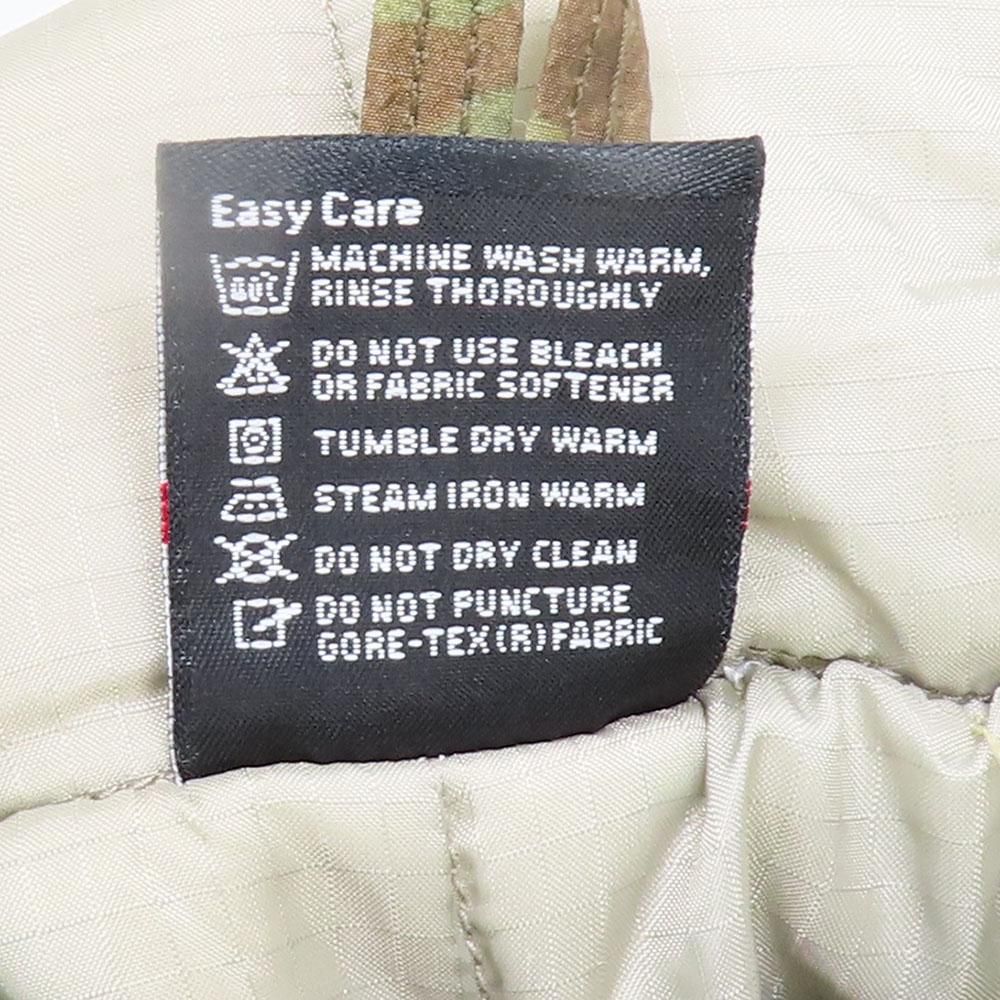 Easy Care
40C
MACHINE WASH WARM,
RINSE THOROUGHLY
DO NOT USE BLEACH
OR FABRIC SOFTENER
TUMBLE DRY WARM
STEAM IRON WARM
DO NOT DRY CLEAN
DO NOT PUNCTURE
GORE-TEX(R)FABRIC